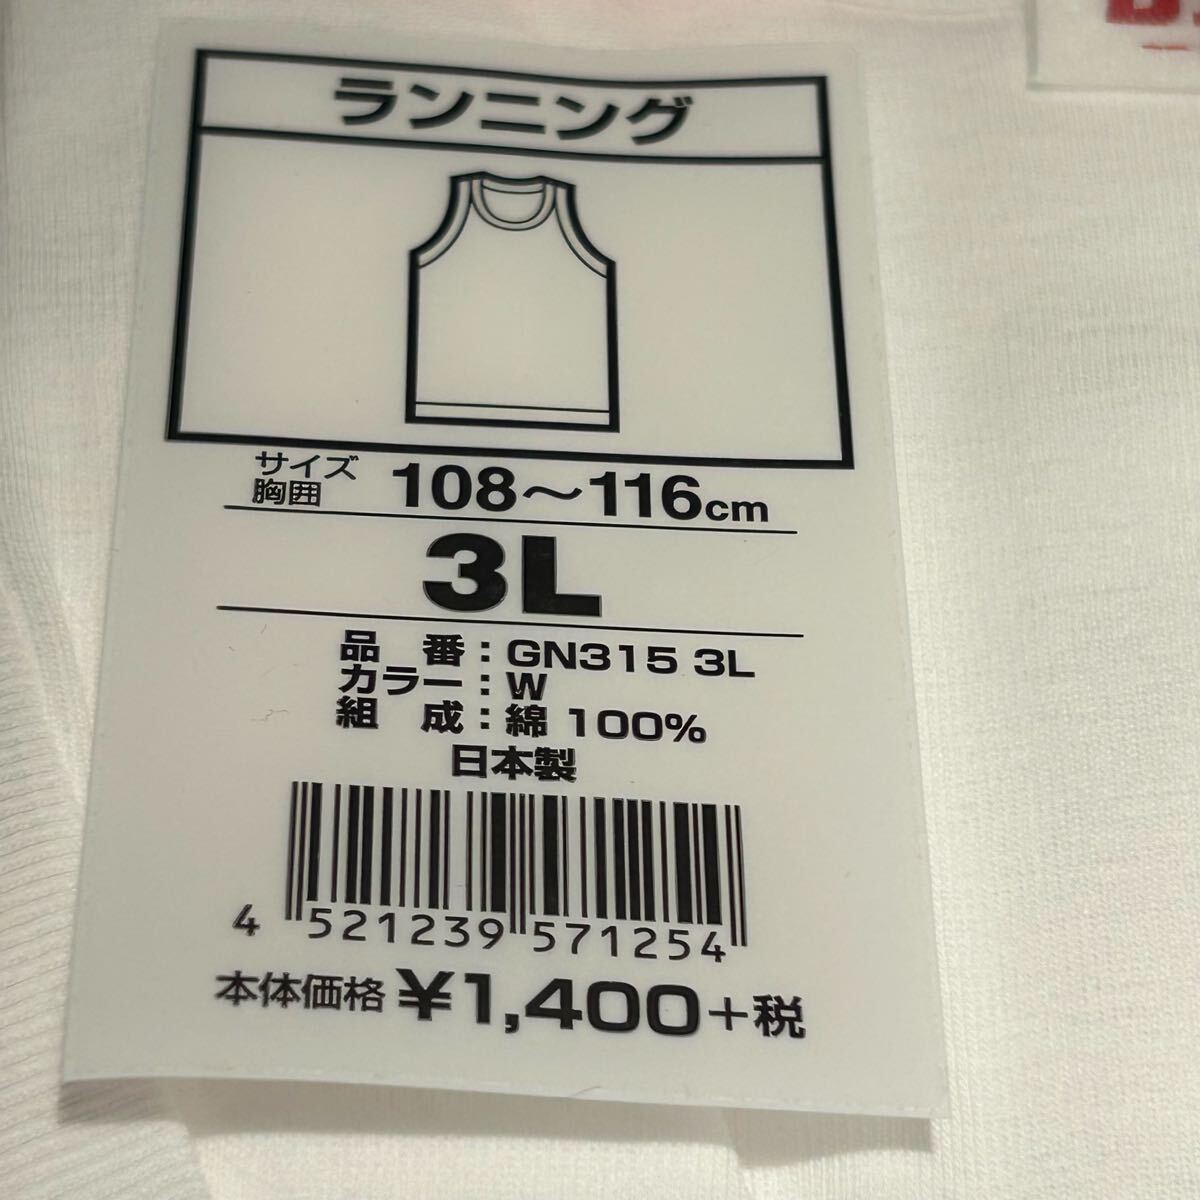 ランニング
サイズ
胸囲 108～116cm
3L
品 番：GN315 3L
カラー：W
組 成：綿 100%
日本製
4 521239 571254
本体価格 ¥1,400＋税